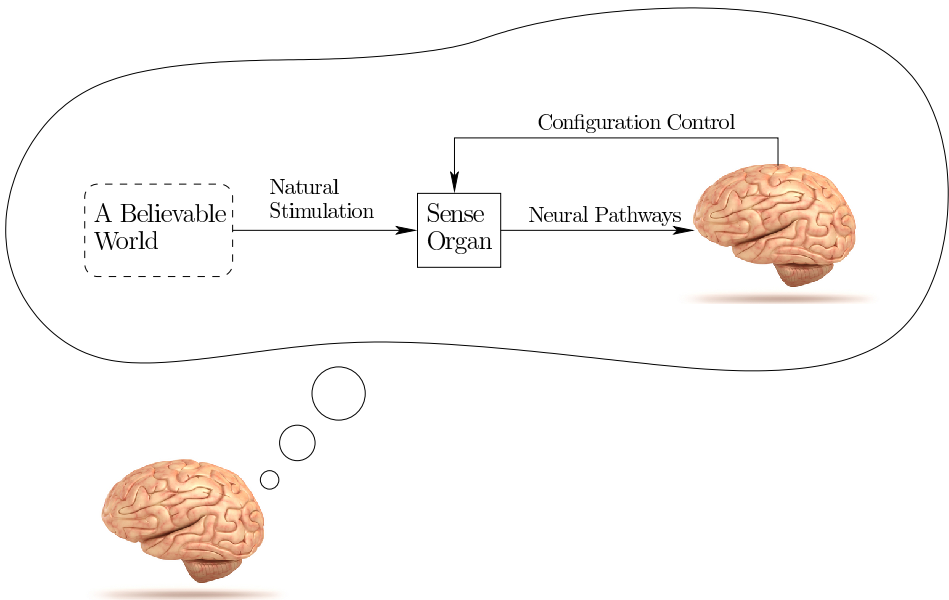 Configuration Control
Natural
Stimulation
A Believable
World
Sense
Organ
Neural Pathways